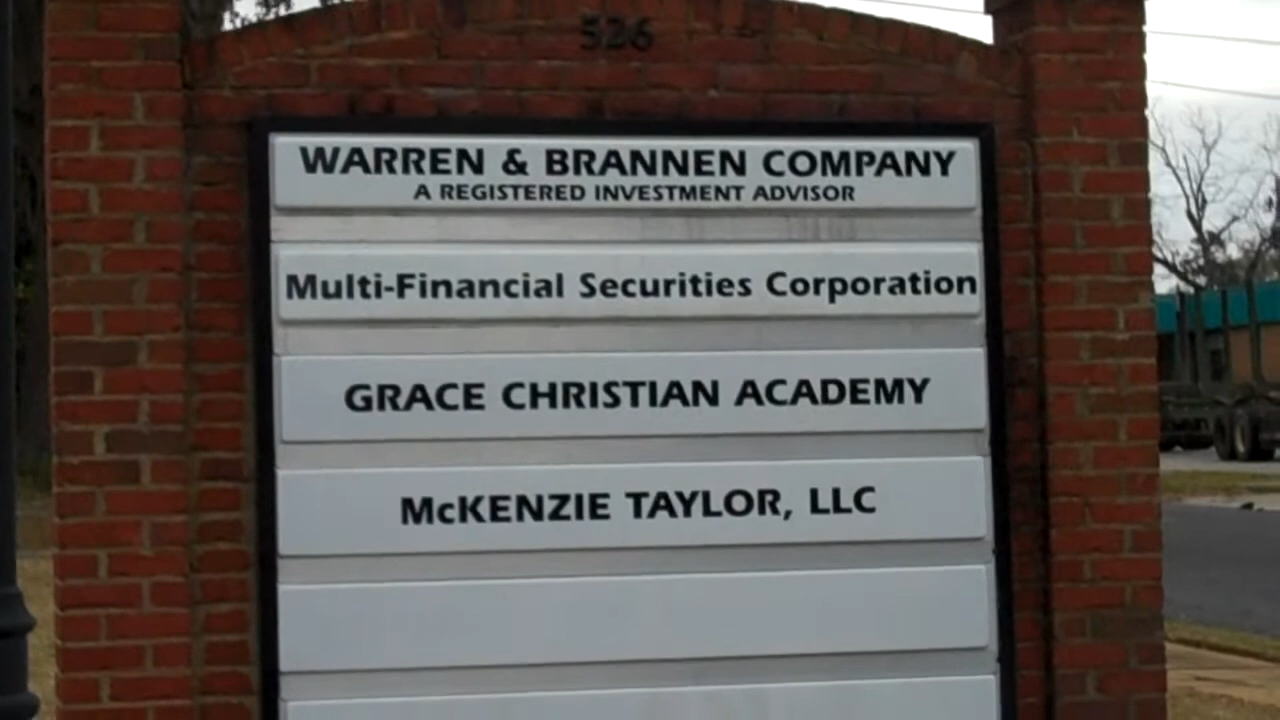 526
WARREN & BRANNEN COMPANY
A REGISTERED INVESTMENT ADVISOR
Multi-Financial Securities Corporation
GRACE CHRISTIAN ACADEMY
McKENZIE TAYLOR, LLC